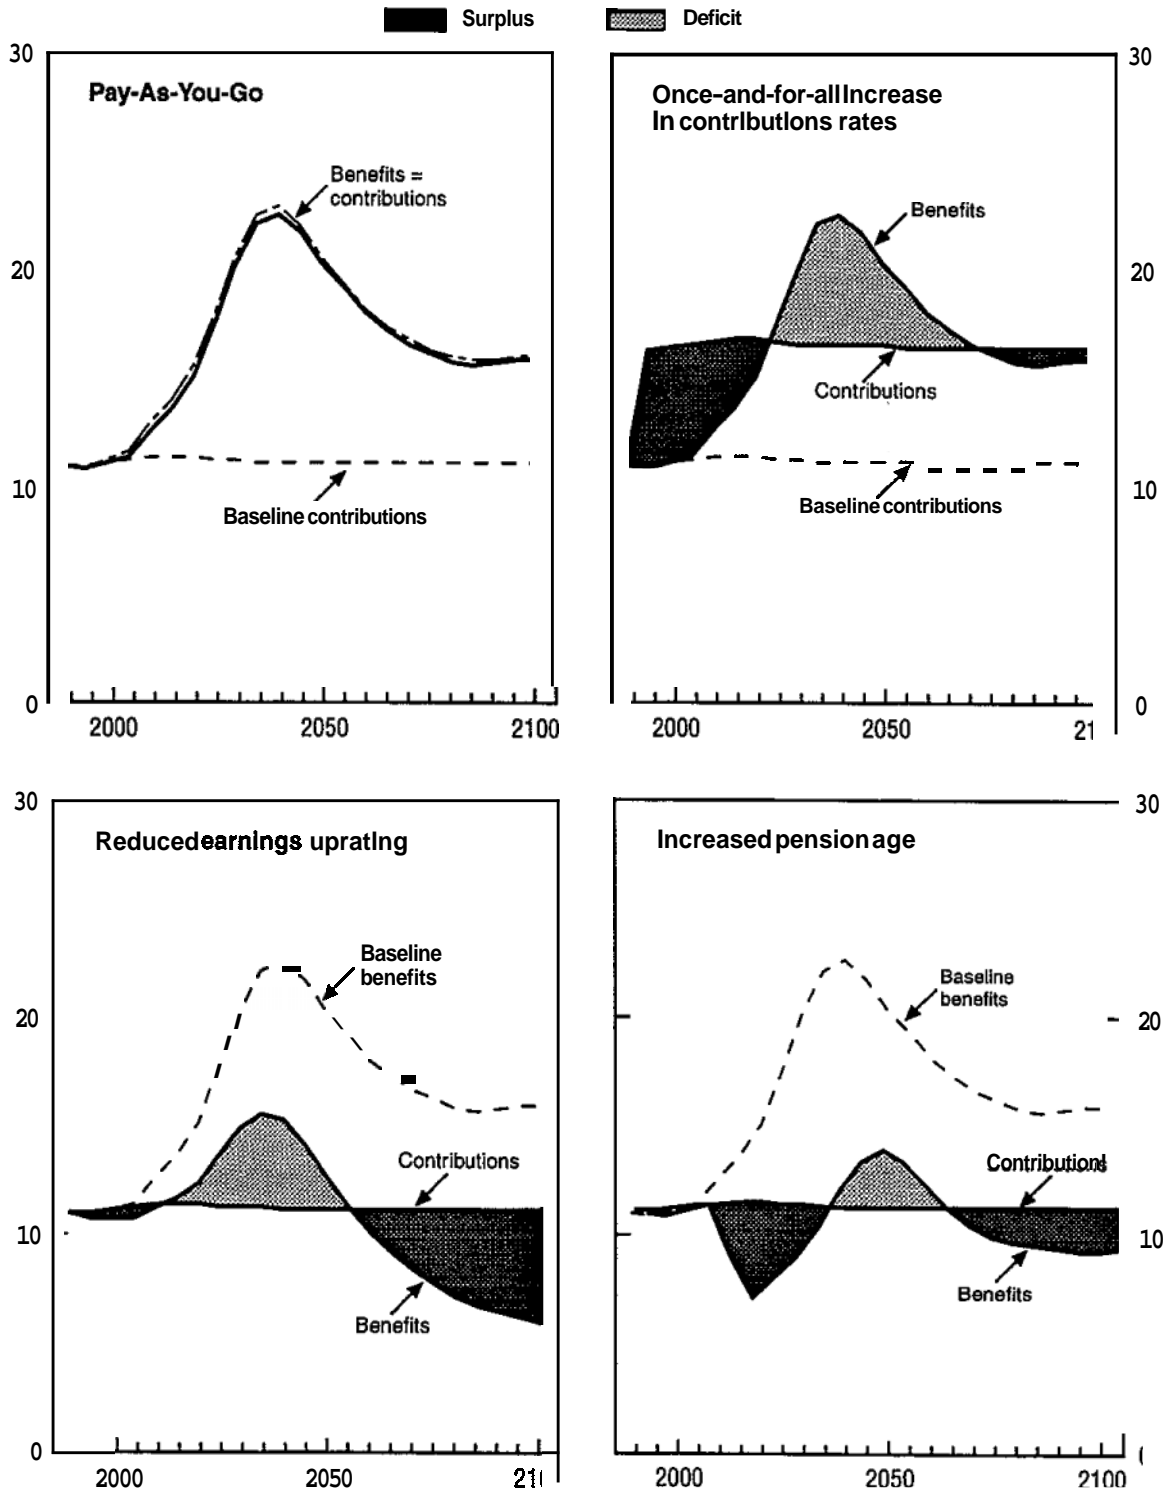 Surplus
Deficit
30
30
Pay-As-You-Go
Once-and-for-all Increase
In contrIbutIons rates
Benefits =
contributions
Benefits
20
20
Contributions
10
10
Baseline contributions
Baseline contributions
0
0
2000
2050
2100
2000
2050
21
30
30
Reduced earnings upratIng
Increased pension age
Baseline
benefits
Baseline
benefits
20
20
Contributions
Contributions
10
10
Benefits
Benefits
0
2000
2050
210
2000
2050
2100